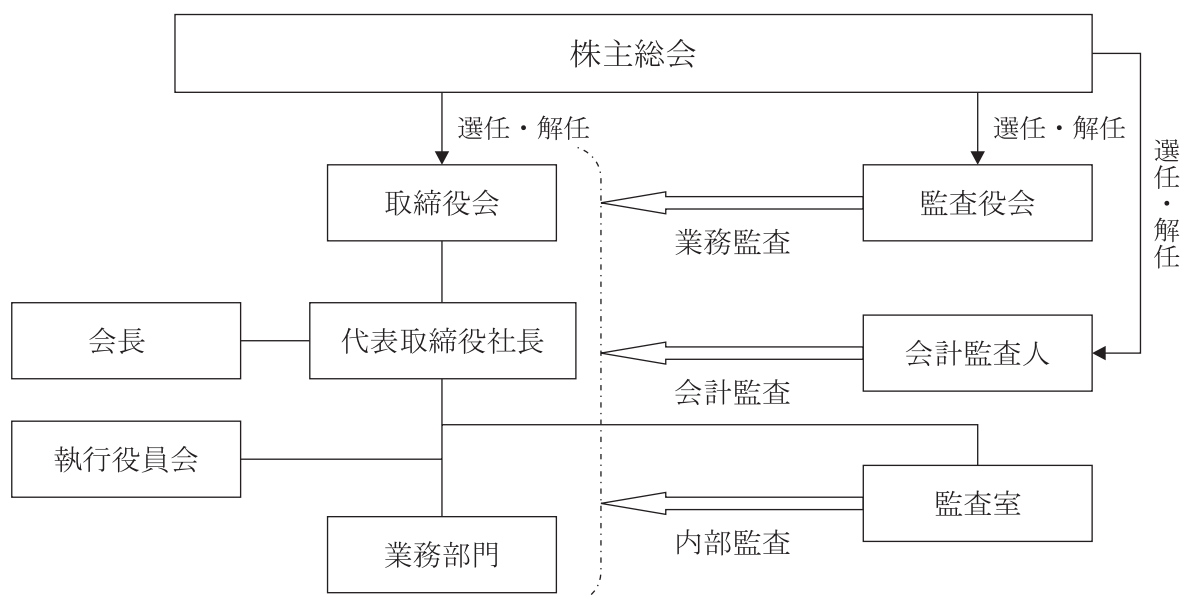 株主総会
選任・解任
選任・解任
選任・解任
取締役会
監査役会
業務監査
会長
代表取締役社長
会計監査人
会計監査
執行役員会
監査室
内部監査
業務部門